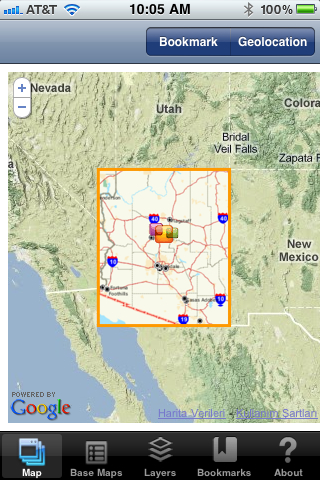 AT&T 10:05 AM 100%
Bookmark Geolocation
+
Nevada
Utah
Colora
Bridal
Veil Falls
Zapata F
40
40
New
Mexico
10
10
19
POWERED BY
Google
Harita Verileri - Kullanım Şartları
Map Base Maps Layers Bookmarks About